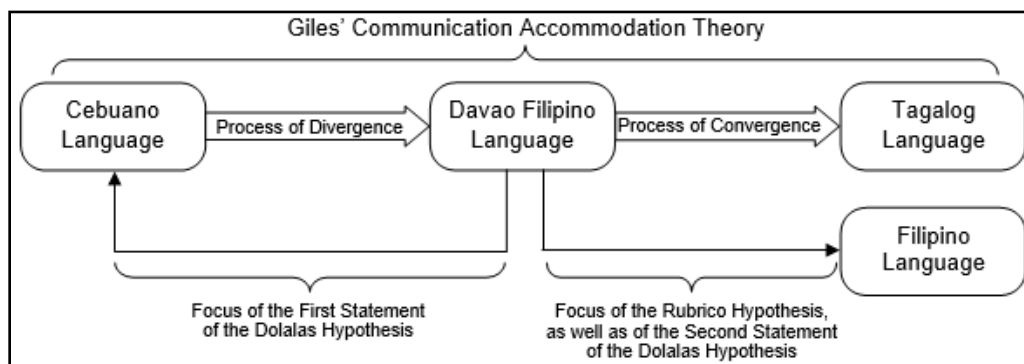 Giles' Communication Accommodation Theory
Cebuano
Language
Process of Divergence
Davao Filipino
Language
Process of Convergence
Tagalog
Language
Filipino
Language
Focus of the First Statement
of the Dolalas Hypothesis
Focus of the Rubrico Hypothesis,
as well as of the Second Statement
of the Dolalas Hypothesis